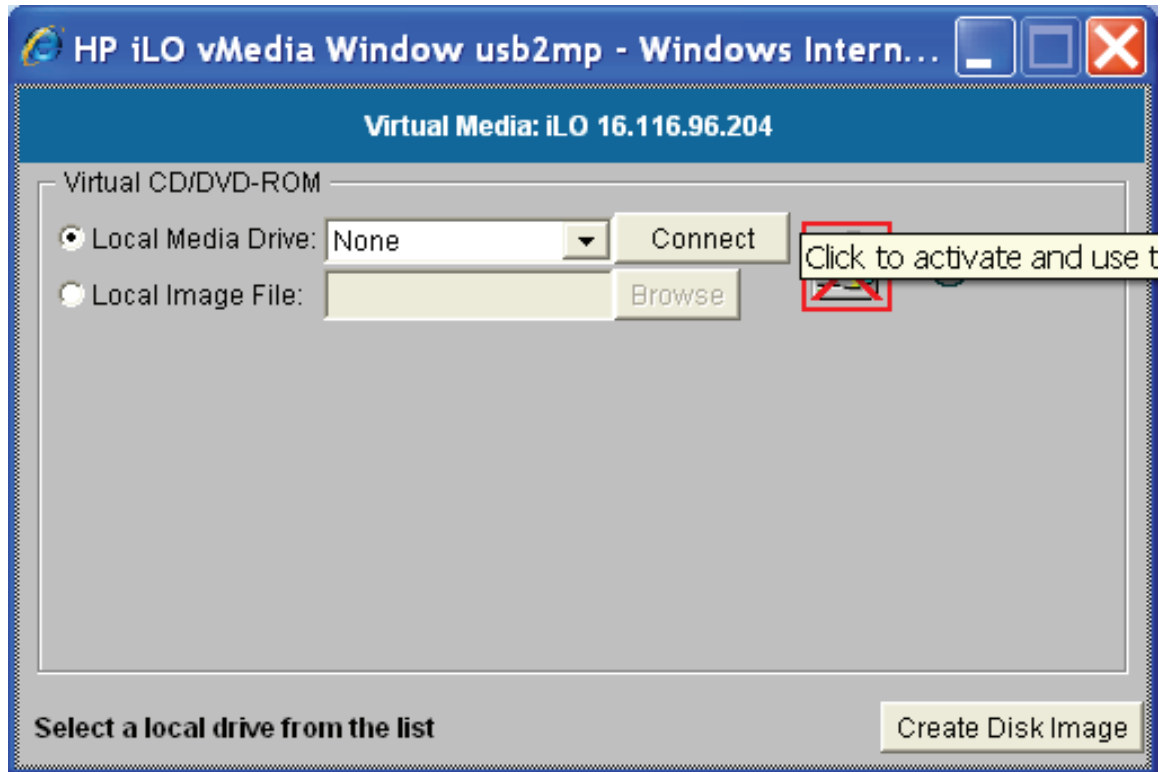 HP iLO vMedia Window usb2mp - Windows Intern...
Virtual Media: iLO 16.116.96.204
Virtual CD/DVD-ROM
Local Media Drive: None Connect
Click to activate and use t
Local Image File: Browse
Select a local drive from the list Create Disk Image